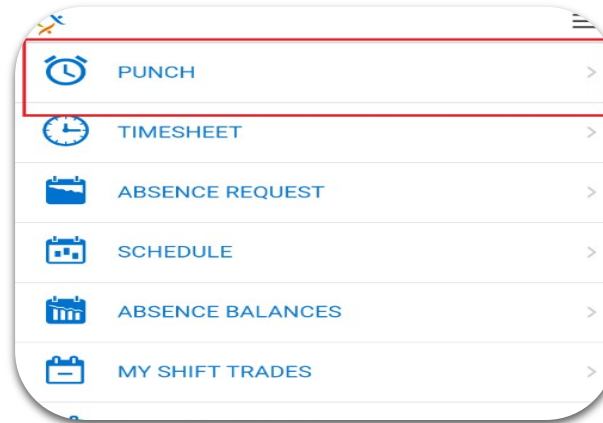 PUNCH
TIMESHEET
ABSENCE REQUEST
SCHEDULE
ABSENCE BALANCES
MY SHIFT TRADES